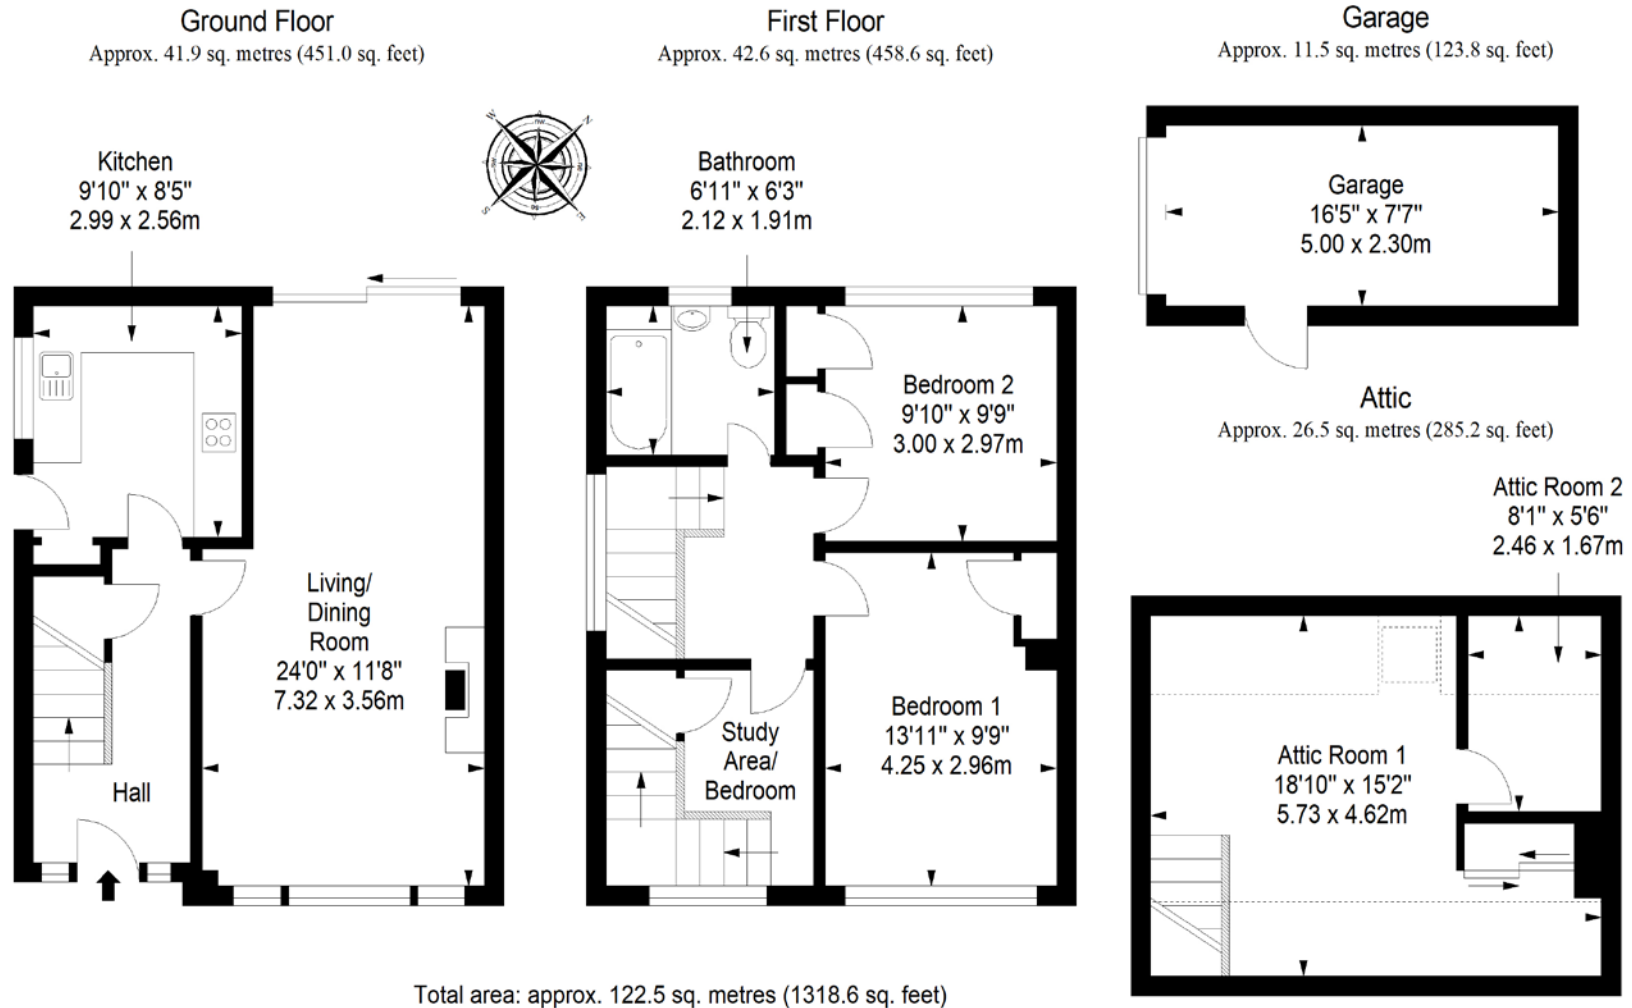 Ground Floor
Approx. 41.9 sq. metres (451.0 sq. feet)
First Floor
Approx. 42.6 sq. metres (458.6 sq. feet)
Garage
Approx. 11.5 sq. metres (123.8 sq. feet)
Kitchen
9'10" x 8'5"
2.99 x 2.56m
W
N
S
E
Bathroom
6'11" x 6'3"
2.12 x 1.91m
Garage
16'5" x 7'7"
5.00 x 2.30m
Living/
Dining
Room
24'0" x 11'8"
7.32 x 3.56m
Hall
Bedroom 2
9'10" x 9'9"
3.00 x 2.97m
Bedroom 1
13'11" x 9'9"
4.25 x 2.96m
Study
Area/
Bedroom
Attic
Approx. 26.5 sq. metres (285.2 sq. feet)
Attic Room 2
8'1" x 5'6"
2.46 x 1.67m
Attic Room 1
18'10" x 15'2"
5.73 x 4.62m
Total area: approx. 122.5 sq. metres (1318.6 sq. feet)